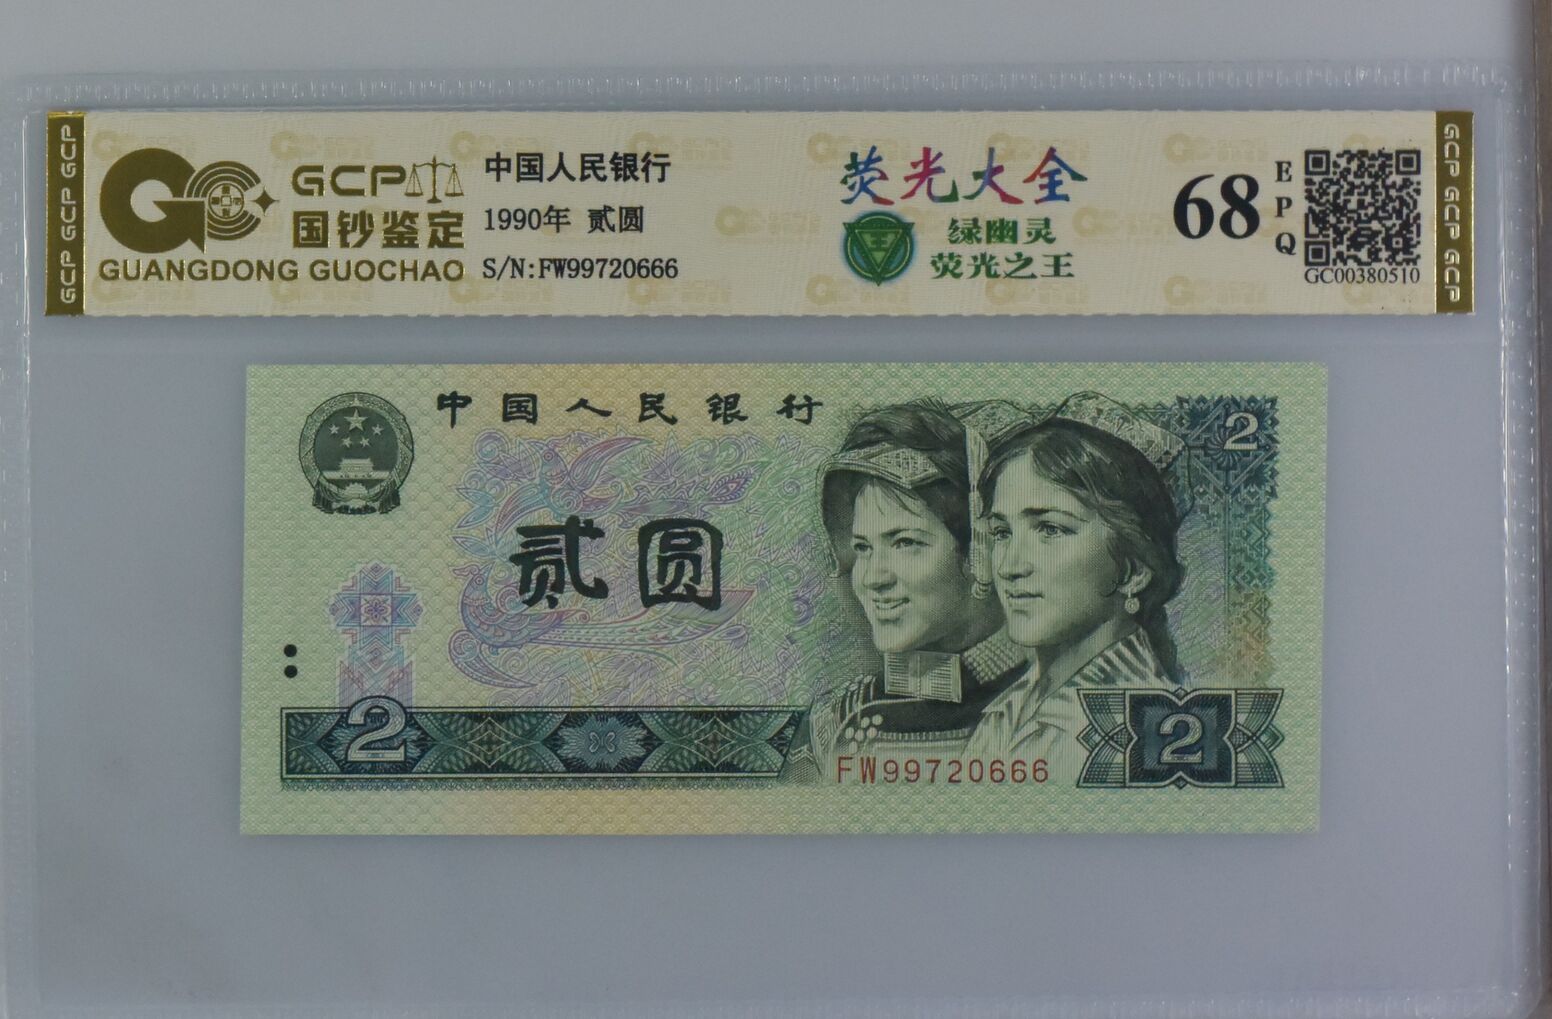 GCP GCP GCP
GCP
国钞鉴定
GUANGDONG GUOCHAO
中国人民银行
1990年 贰圆
S/N:FW99720666
荧光大全
王
绿幽灵
荧光之王
68
EPQ
GC00380510
GCP GCP GCP
中国人民银行
2
贰圆
2
2
FW99720666